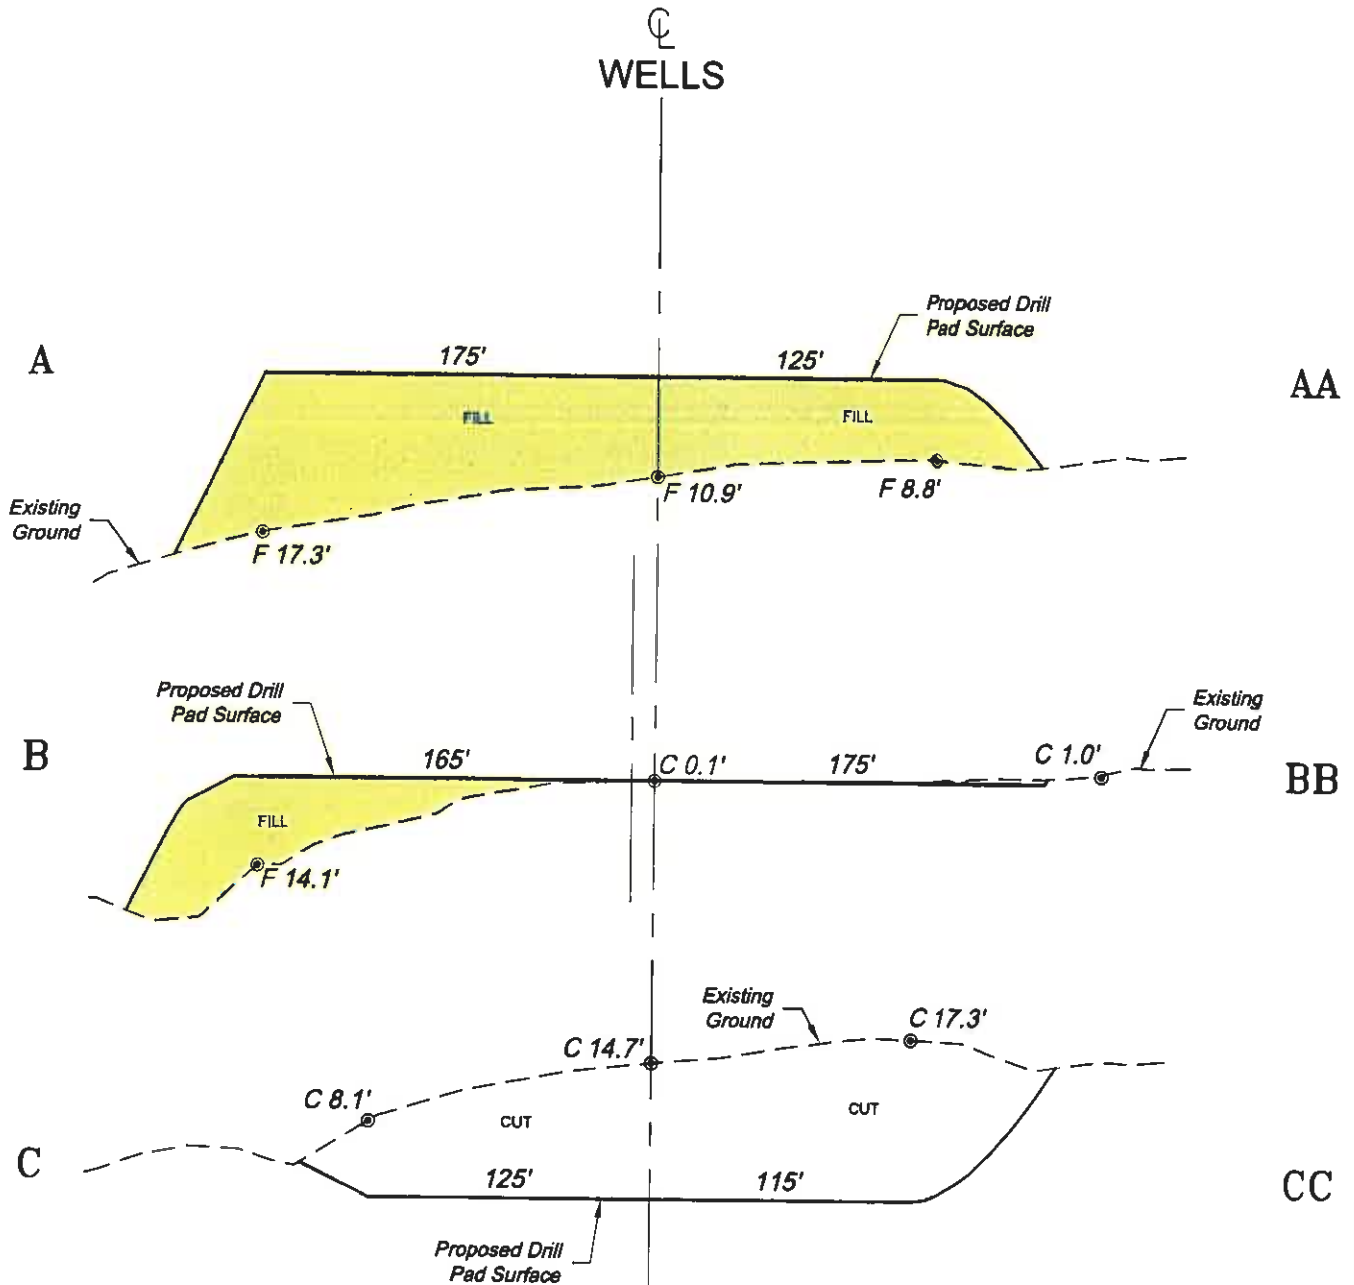 ℄
WELLS
Proposed Drill
Pad Surface
A
175'
125'
AA
FILL
FILL
F 10.9'
F 8.8'
Existing
Ground
F 17.3'
Proposed Drill
Pad Surface
Existing
Ground
B
165'
C 0.1'
175'
C 1.0'
BB
FILL
F 14.1'
Existing
Ground
C 17.3'
C 14.7'
C 8.1'
CUT
CUT
C
125'
115'
CC
Proposed Drill
Pad Surface